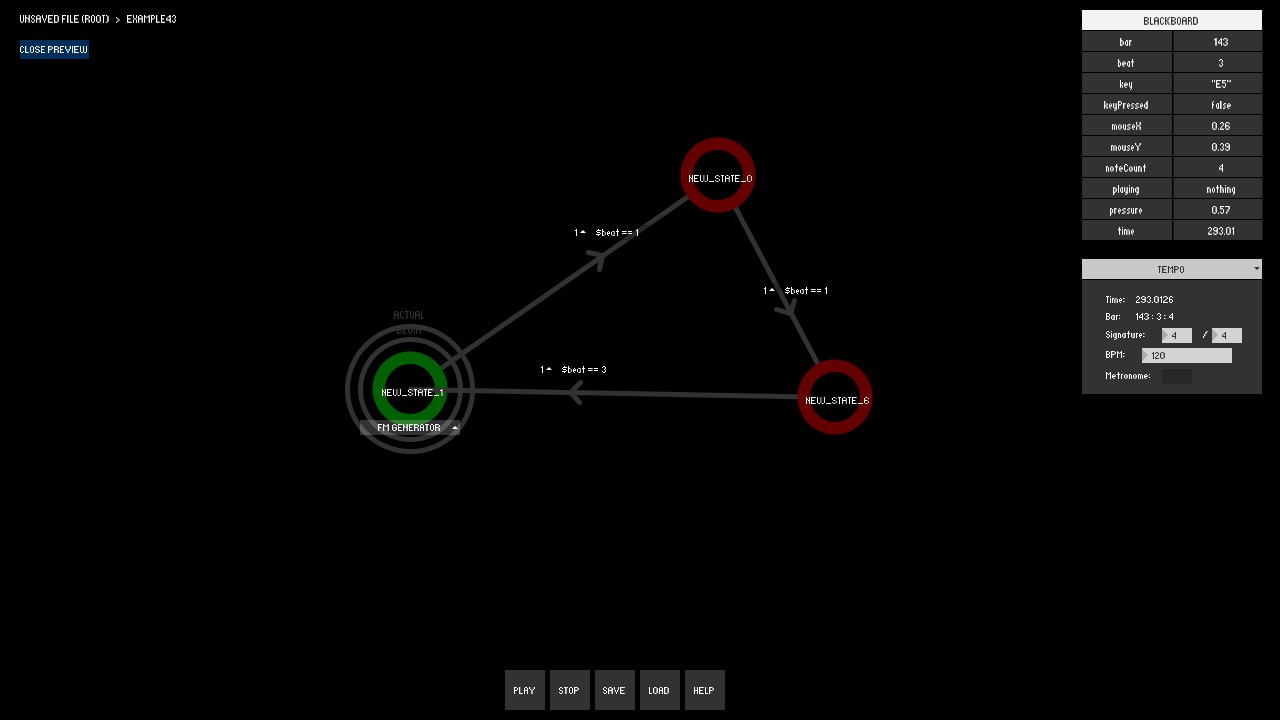 UNSAVED FILE (ROOT) > EXAMPLE43
CLOSE PREVIEW
BLACKBOARD
bar 143
beat 3
key "E5"
keyPressed false
mouseX 0.26
mouseY 0.39
noteCount 4
playing nothing
pressure 0.57
time 293.01
TEMPO
Time: 293.0126
Bar: 143 : 3 : 4
Signature: 4 / 4
BPM: 120
Metronome:
NEW_STATE_0
1 $beat == 1
1 $beat == 1
ACTUAL
BEGIN
1 $beat == 3
NEW_STATE_1
NEW_STATE_6
FM GENERATOR
PLAY STOP SAVE LOAD HELP